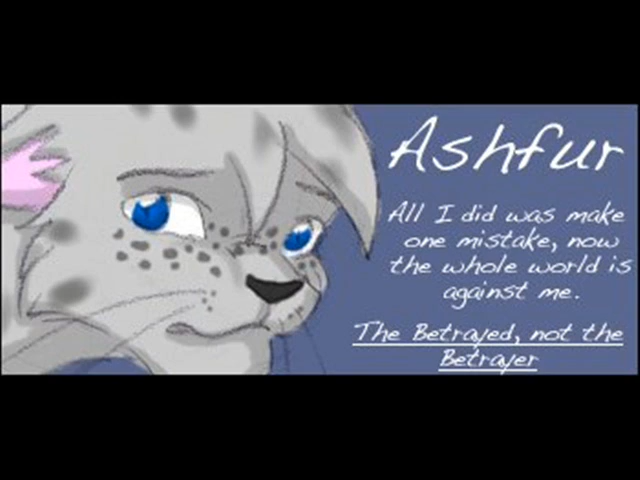 Ashfur
All I did was make
one mistake, now
the whole world is
against me.
The Betrayed, not the
Betrayer